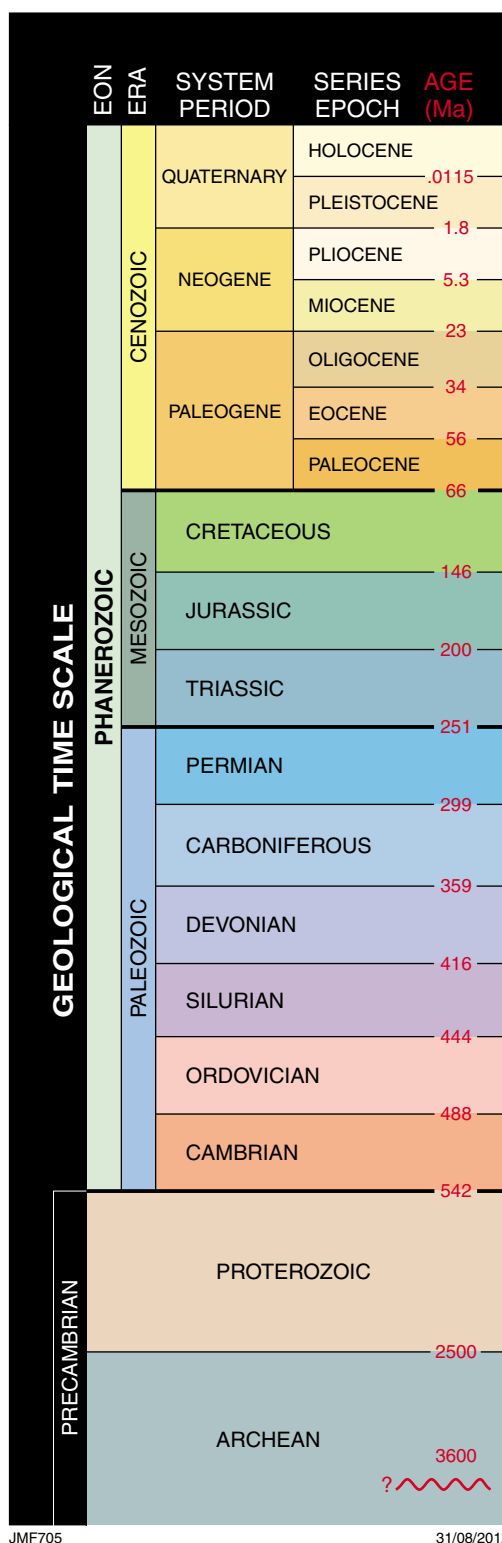 GEOLOGICAL TIME SCALE
EON
ERA
SYSTEM PERIOD
SERIES EPOCH
AGE (Ma)
PHANEROZOIC
CENOZOIC
QUATERNARY
HOLOCENE
.0115
PLEISTOCENE
1.8
NEOGENE
PLIOCENE
5.3
MIOCENE
23
PALEOGENE
OLIGOCENE
34
EOCENE
56
PALEOCENE
66
MESOZOIC
CRETACEOUS
146
JURASSIC
200
TRIASSIC
251
PALEOZOIC
PERMIAN
299
CARBONIFEROUS
359
DEVONIAN
416
SILURIAN
444
ORDOVICIAN
488
CAMBRIAN
542
PRECAMBRIAN
PROTEROZOIC
2500
ARCHEAN
3600
?
JMF705
31/08/201